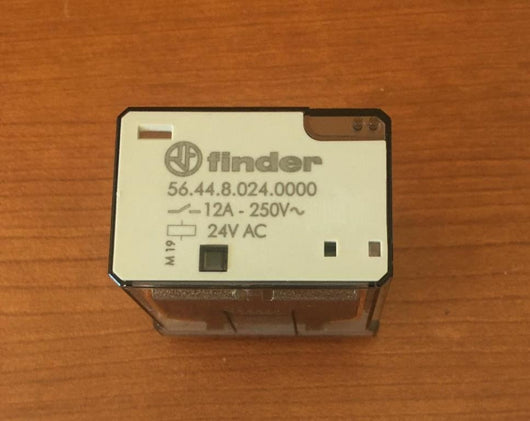 finder
56.44.8.024.0000
12A - 250V~
24V AC
M19